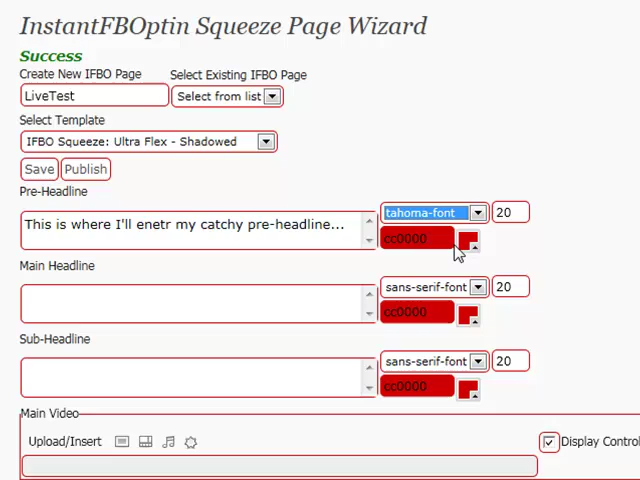 InstantFBOptin Squeeze Page Wizard
Success
Create New IFBO Page Select Existing IFBO Page
LiveTest Select from list
Select Template
IFBO Squeeze: Ultra Flex - Shadowed
Save Publish
Pre-Headline
This is where I'll enetr my catchy pre-headline... tahoma-font 20
cc0000
Main Headline
sans-serif-font 20
cc0000
Sub-Headline
sans-serif-font 20
cc0000
Main Video
Upload/Insert Display Control